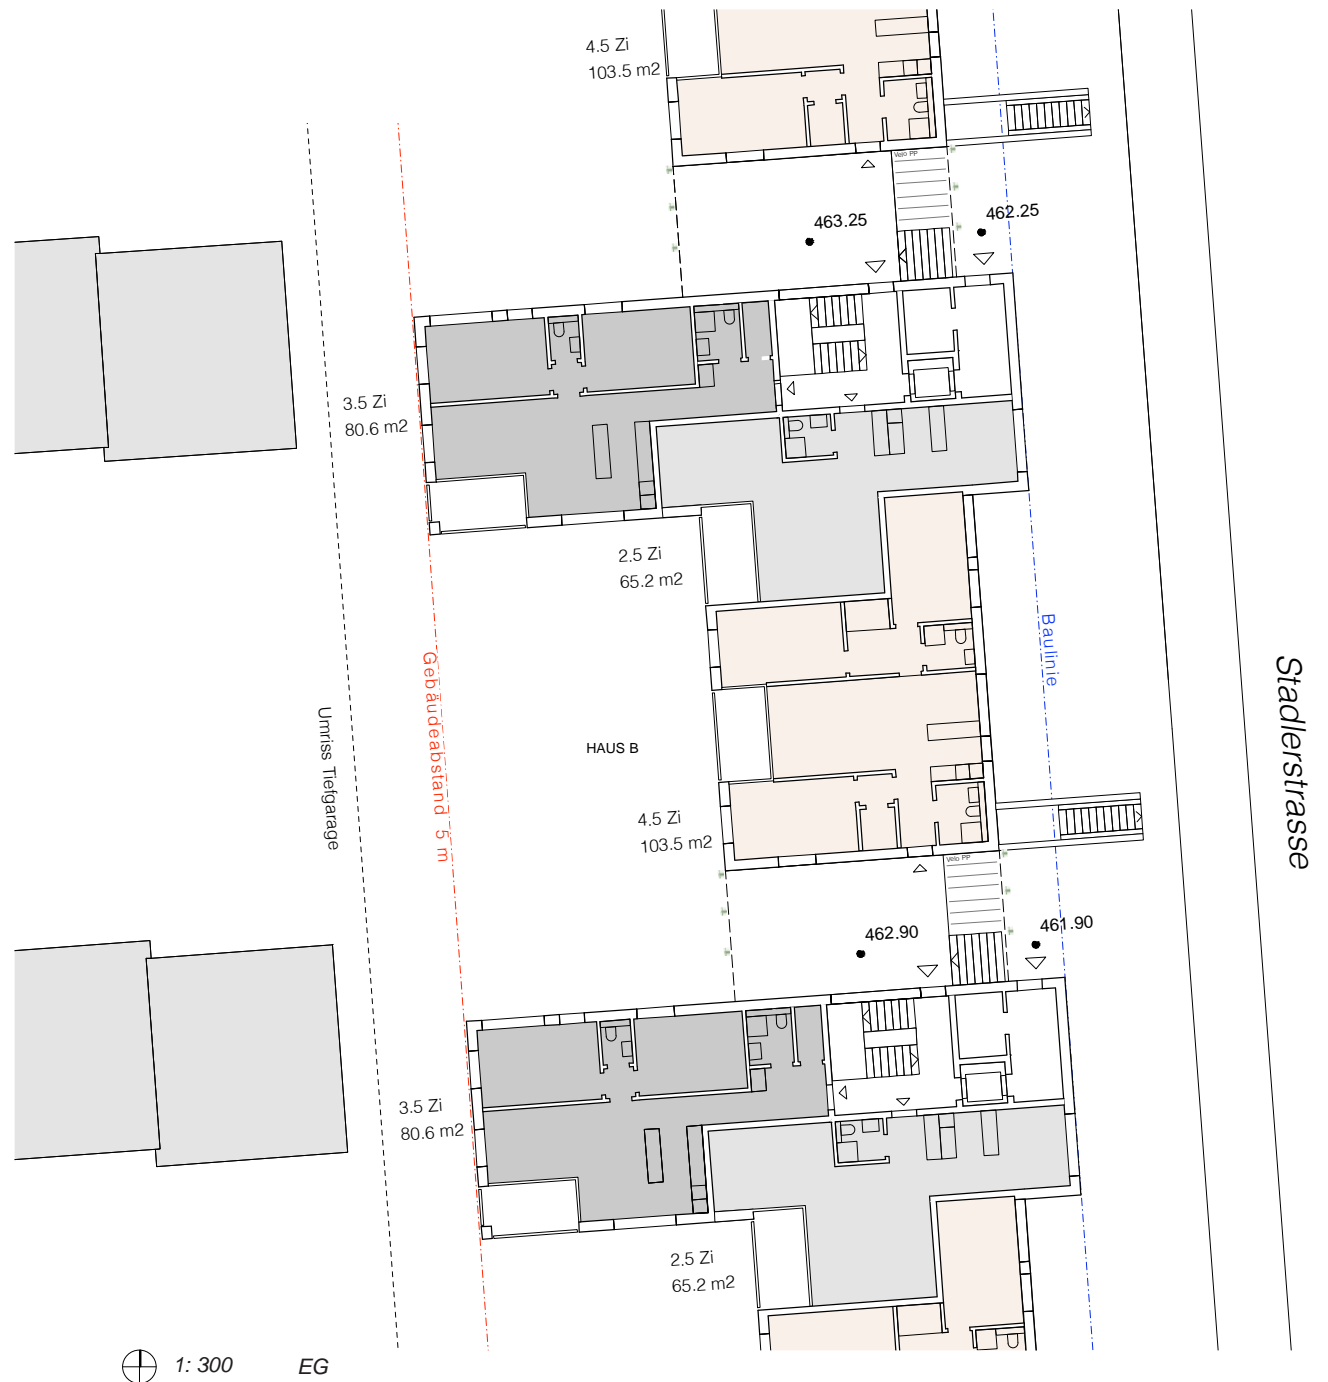 4.5 Zi
103.5 m2
Velo PP
463.25
462.25
3.5 Zi
80.6 m2
2.5 Zi
65.2 m2
Gebäudeabstand 5 m
Baulinie
Umriss Tiefgarage
Stadlerstrasse
HAUS B
4.5 Zi
103.5 m2
Velo PP
462.90
461.90
3.5 Zi
80.6 m2
2.5 Zi
65.2 m2
1: 300
EG